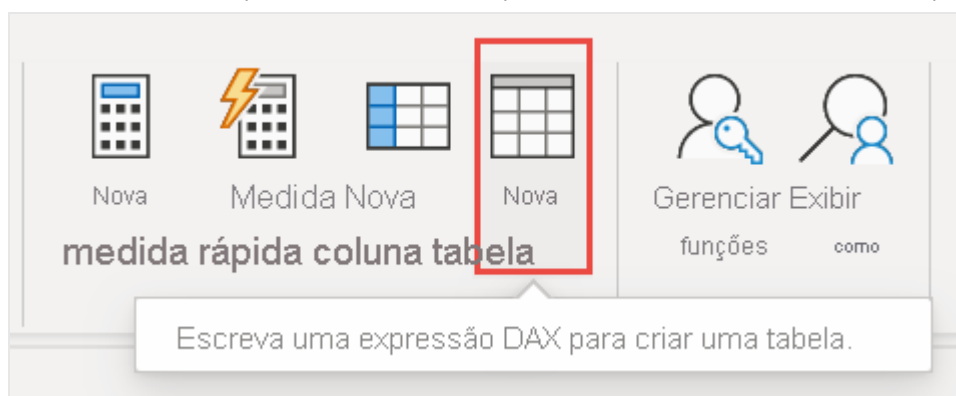 Nova Medida Nova Nova Gerenciar Exibir
medida rápida coluna tabela funções como
Escreva uma expressão DAX para criar uma tabela.